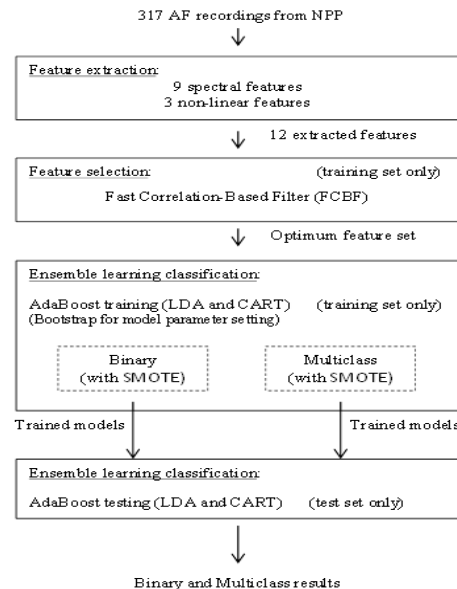 317 AF recordings from NPP
Feature extraction:
9 spectral features
3 non-linear features
12 extracted features
Feature selection: (training set only)
Fast Correlation-Based Filter (FCBF)
Optimum feature set
Ensemble learning classification:
AdaBoost training (LDA and CART) (training set only)
(Bootstrap for model parameter setting)
Binary
(with SMOTE)
Multiclass
(with SMOTE)
Trained models
Trained models
Ensemble learning classification:
AdaBoost testing (LDA and CART) (test set only)
Binary and Multiclass results